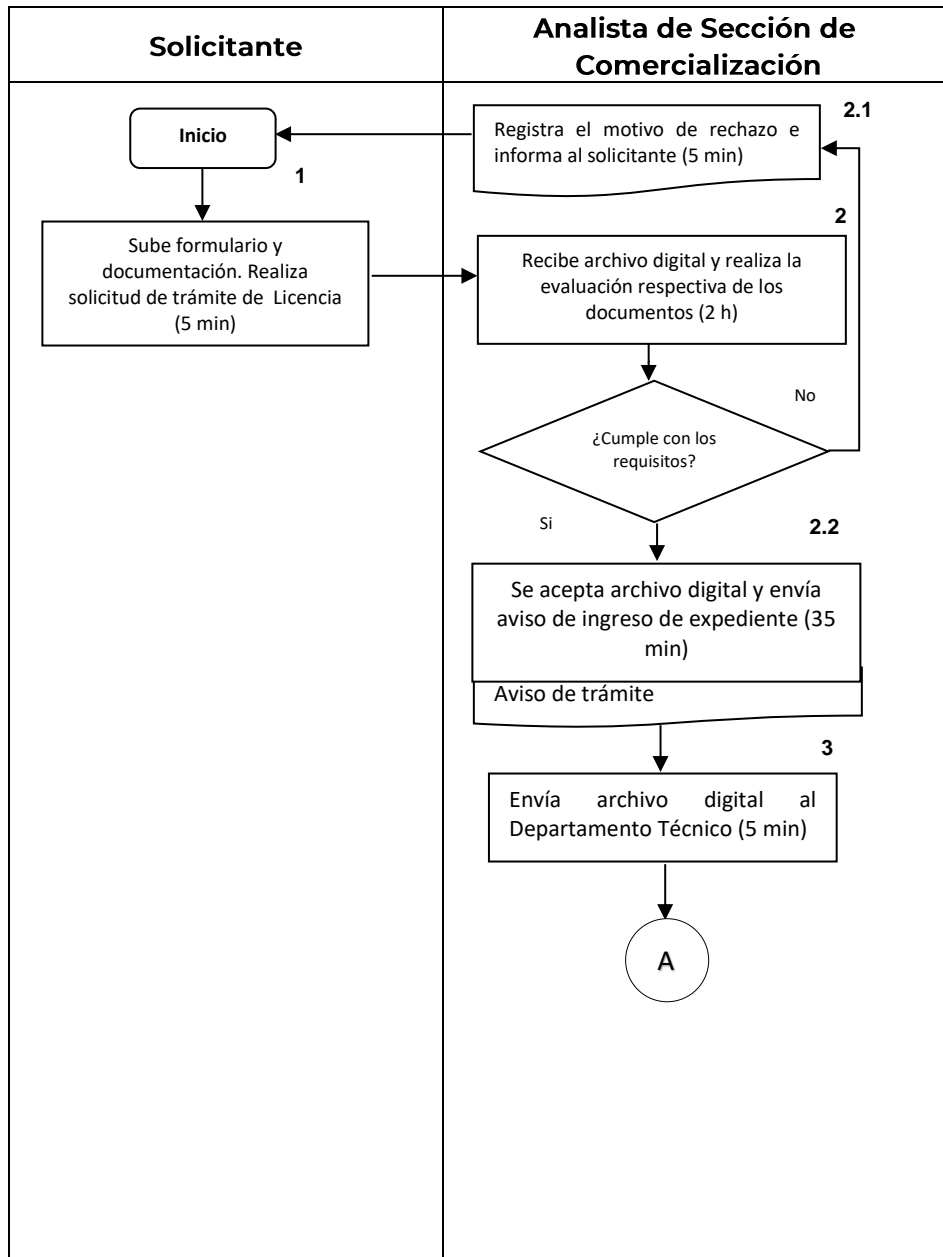 Solicitante
Analista de Sección de
Comercialización
Inicio
1
Sube formulario y
documentación. Realiza
solicitud de trámite de Licencia
(5 min)
2.1
Registra el motivo de rechazo e
informa al solicitante (5 min)
2
Recibe archivo digital y realiza la
evaluación respectiva de los
documentos (2 h)
No
¿Cumple con los
requisitos?
Si
2.2
Se acepta archivo digital y envía
aviso de ingreso de expediente (35
min)
Aviso de trámite
3
Envía archivo digital al
Departamento Técnico (5 min)
A